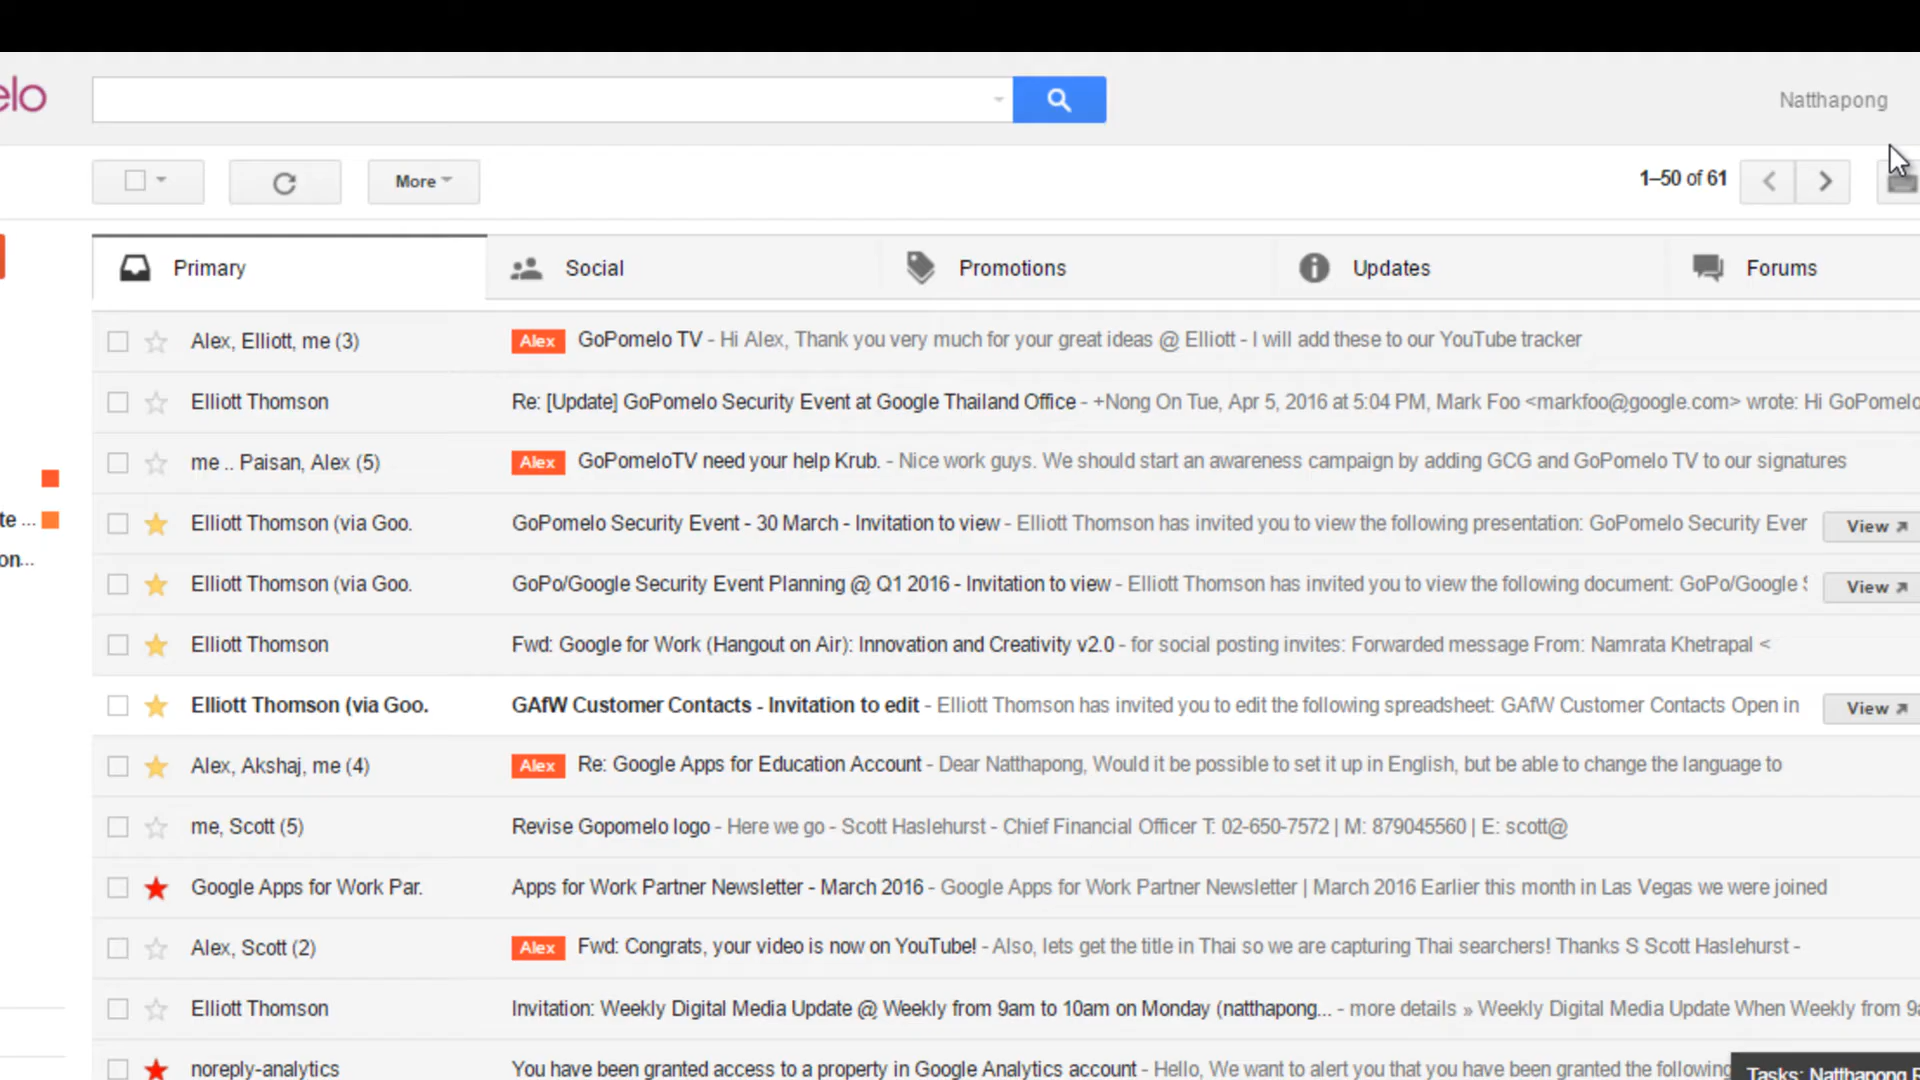 elo
Natthapong
More
1–50 of 61
Primary
Social
Promotions
Updates
Forums
Alex, Elliott, me (3) Alex GoPomelo TV - Hi Alex, Thank you very much for your great ideas @ Elliott - I will add these to our YouTube tracker
Elliott Thomson Re: [Update] GoPomelo Security Event at Google Thailand Office - +Nong On Tue, Apr 5, 2016 at 5:04 PM, Mark Foo <markfoo@google.com> wrote: Hi GoPomelo
me .. Paisan, Alex (5) Alex GoPomeloTV need your help Krub. - Nice work guys. We should start an awareness campaign by adding GCG and GoPomelo TV to our signatures
te ...
Elliott Thomson (via Goo. GoPomelo Security Event - 30 March - Invitation to view - Elliott Thomson has invited you to view the following presentation: GoPomelo Security Ever View
on...
Elliott Thomson (via Goo. GoPo/Google Security Event Planning @ Q1 2016 - Invitation to view - Elliott Thomson has invited you to view the following document: GoPo/Google View
Elliott Thomson Fwd: Google for Work (Hangout on Air): Innovation and Creativity v2.0 - for social posting invites: Forwarded message From: Namrata Khetrapal <
Elliott Thomson (via Goo. GAfW Customer Contacts - Invitation to edit - Elliott Thomson has invited you to edit the following spreadsheet: GAfW Customer Contacts Open in View
Alex, Akshaj, me (4) Alex Re: Google Apps for Education Account - Dear Natthapong, Would it be possible to set it up in English, but be able to change the language to
me, Scott (5) Revise Gopomelo logo - Here we go - Scott Haslehurst - Chief Financial Officer T: 02-650-7572 | M: 879045560 | E: scott@
Google Apps for Work Par. Apps for Work Partner Newsletter - March 2016 - Google Apps for Work Partner Newsletter | March 2016 Earlier this month in Las Vegas we were joined
Alex, Scott (2) Alex Fwd: Congrats, your video is now on YouTube! - Also, lets get the title in Thai so we are capturing Thai searchers! Thanks S Scott Haslehurst -
Elliott Thomson Invitation: Weekly Digital Media Update @ Weekly from 9am to 10am on Monday (natthapong... - more details » Weekly Digital Media Update When Weekly from 9a
noreply-analytics You have been granted access to a property in Google Analytics account - Hello, We want to alert you that you have been granted the following
Tasks: Natthapong